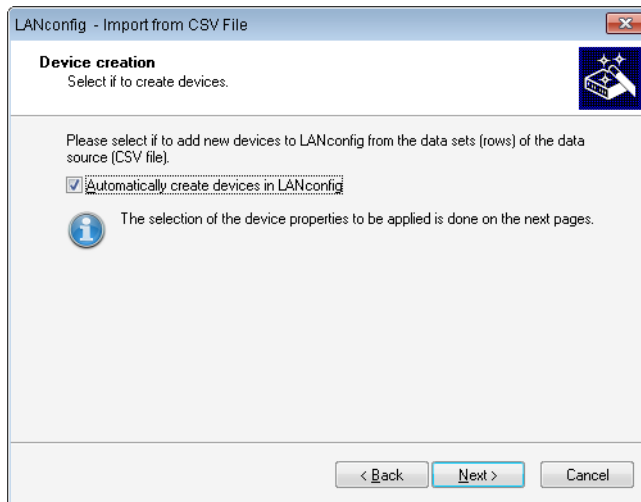 LANconfig - Import from CSV File
Device creation
Select if to create devices.
Please select if to add new devices to LANconfig from the data sets (rows) of the data
source (CSV file).
Automatically create devices in LANconfig
The selection of the device properties to be applied is done on the next pages.
< Back
Next >
Cancel